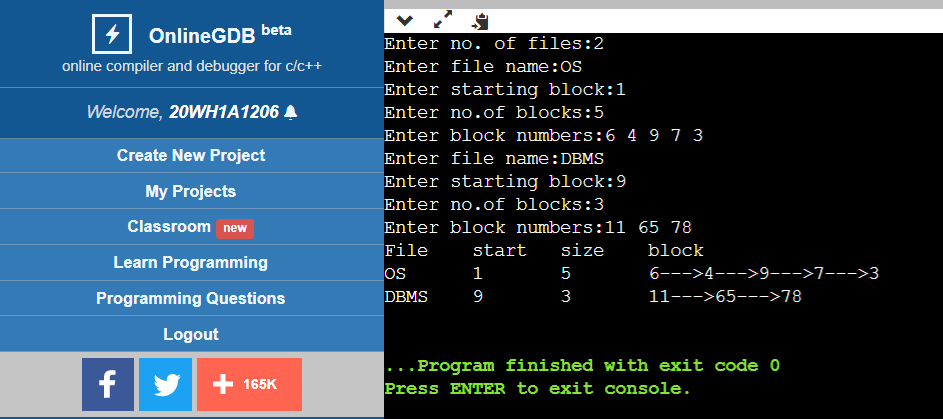 OnlineGDB beta
online compiler and debugger for c/c++
Welcome, 20WH1A1206
Create New Project
My Projects
Classroom new
Learn Programming
Programming Questions
Logout
165K
Enter no. of files:2
Enter file name:OS
Enter starting block:1
Enter no.of blocks:5
Enter block numbers:6 4 9 7 3
Enter file name:DBMS
Enter starting block:9
Enter no.of blocks:3
Enter block numbers:11 65 78
File start size block
OS 1 5 6--->4--->9--->7--->3
DBMS 9 3 11--->65--->78
...Program finished with exit code 0
Press ENTER to exit console.